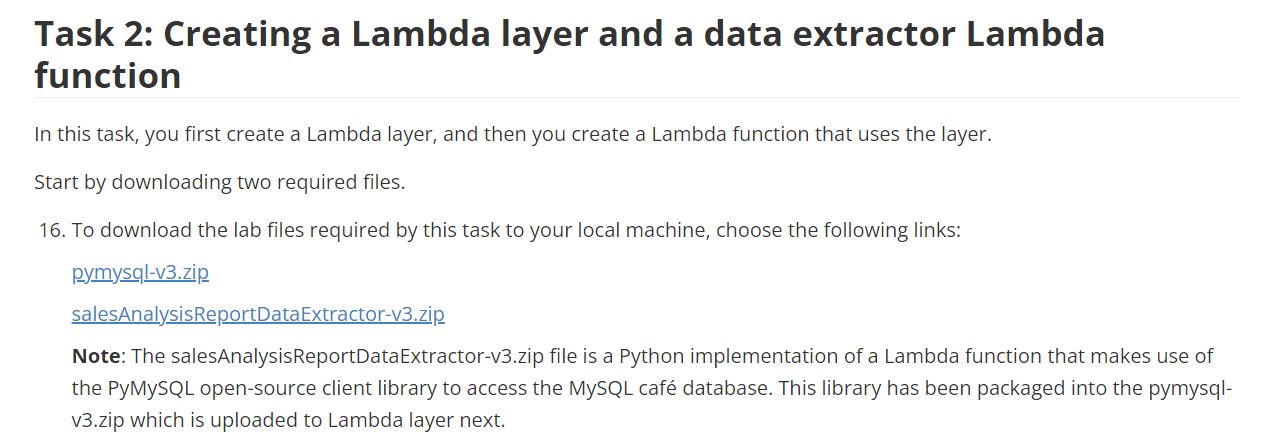 Task 2: Creating a Lambda layer and a data extractor Lambda
function
In this task, you first create a Lambda layer, and then you create a Lambda function that uses the layer.
Start by downloading two required files.
16. To download the lab files required by this task to your local machine, choose the following links:
pymysql-v3.zip
salesAnalysisReportDataExtractor-v3.zip
Note: The salesAnalysisReportDataExtractor-v3.zip file is a Python implementation of a Lambda function that makes use of
the PyMySQL open-source client library to access the MySQL café database. This library has been packaged into the pymysql-
v3.zip which is uploaded to Lambda layer next.